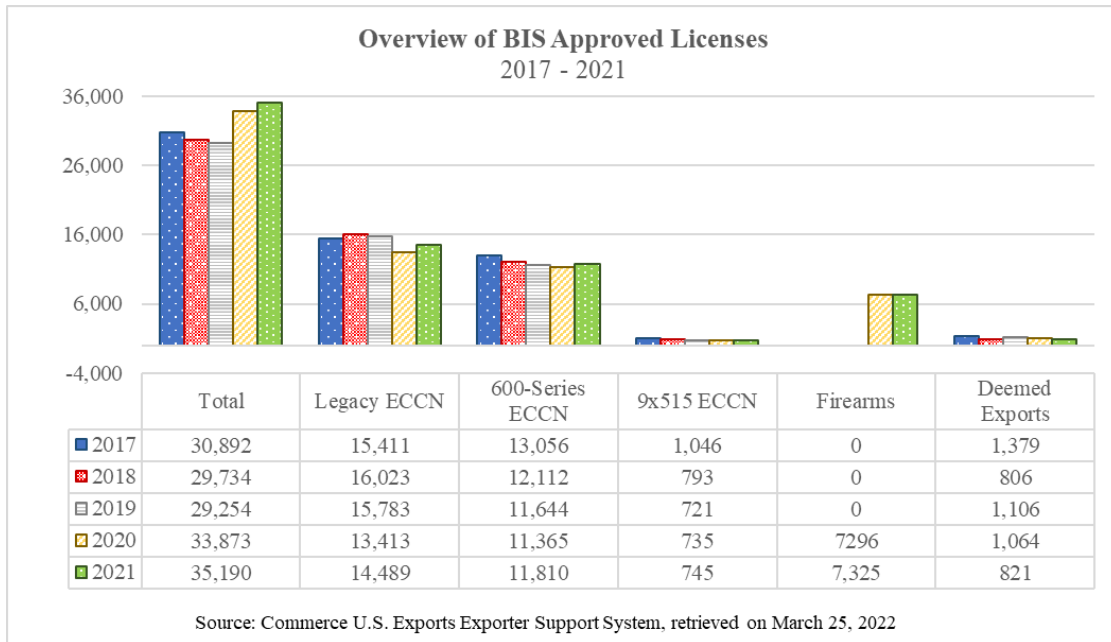 Overview of BIS Approved Licenses
2017 - 2021
36,000
26,000
16,000
6,000
-4,000
Total Legacy ECCN 600-Series ECCN 9x515 ECCN Firearms Deemed Exports
2017 30,892 15,411 13,056 1,046 0 1,379
2018 29,734 16,023 12,112 793 0 806
2019 29,254 15,783 11,644 721 0 1,106
2020 33,873 13,413 11,365 735 7296 1,064
2021 35,190 14,489 11,810 745 7,325 821
Source: Commerce U.S. Exports Exporter Support System, retrieved on March 25, 2022